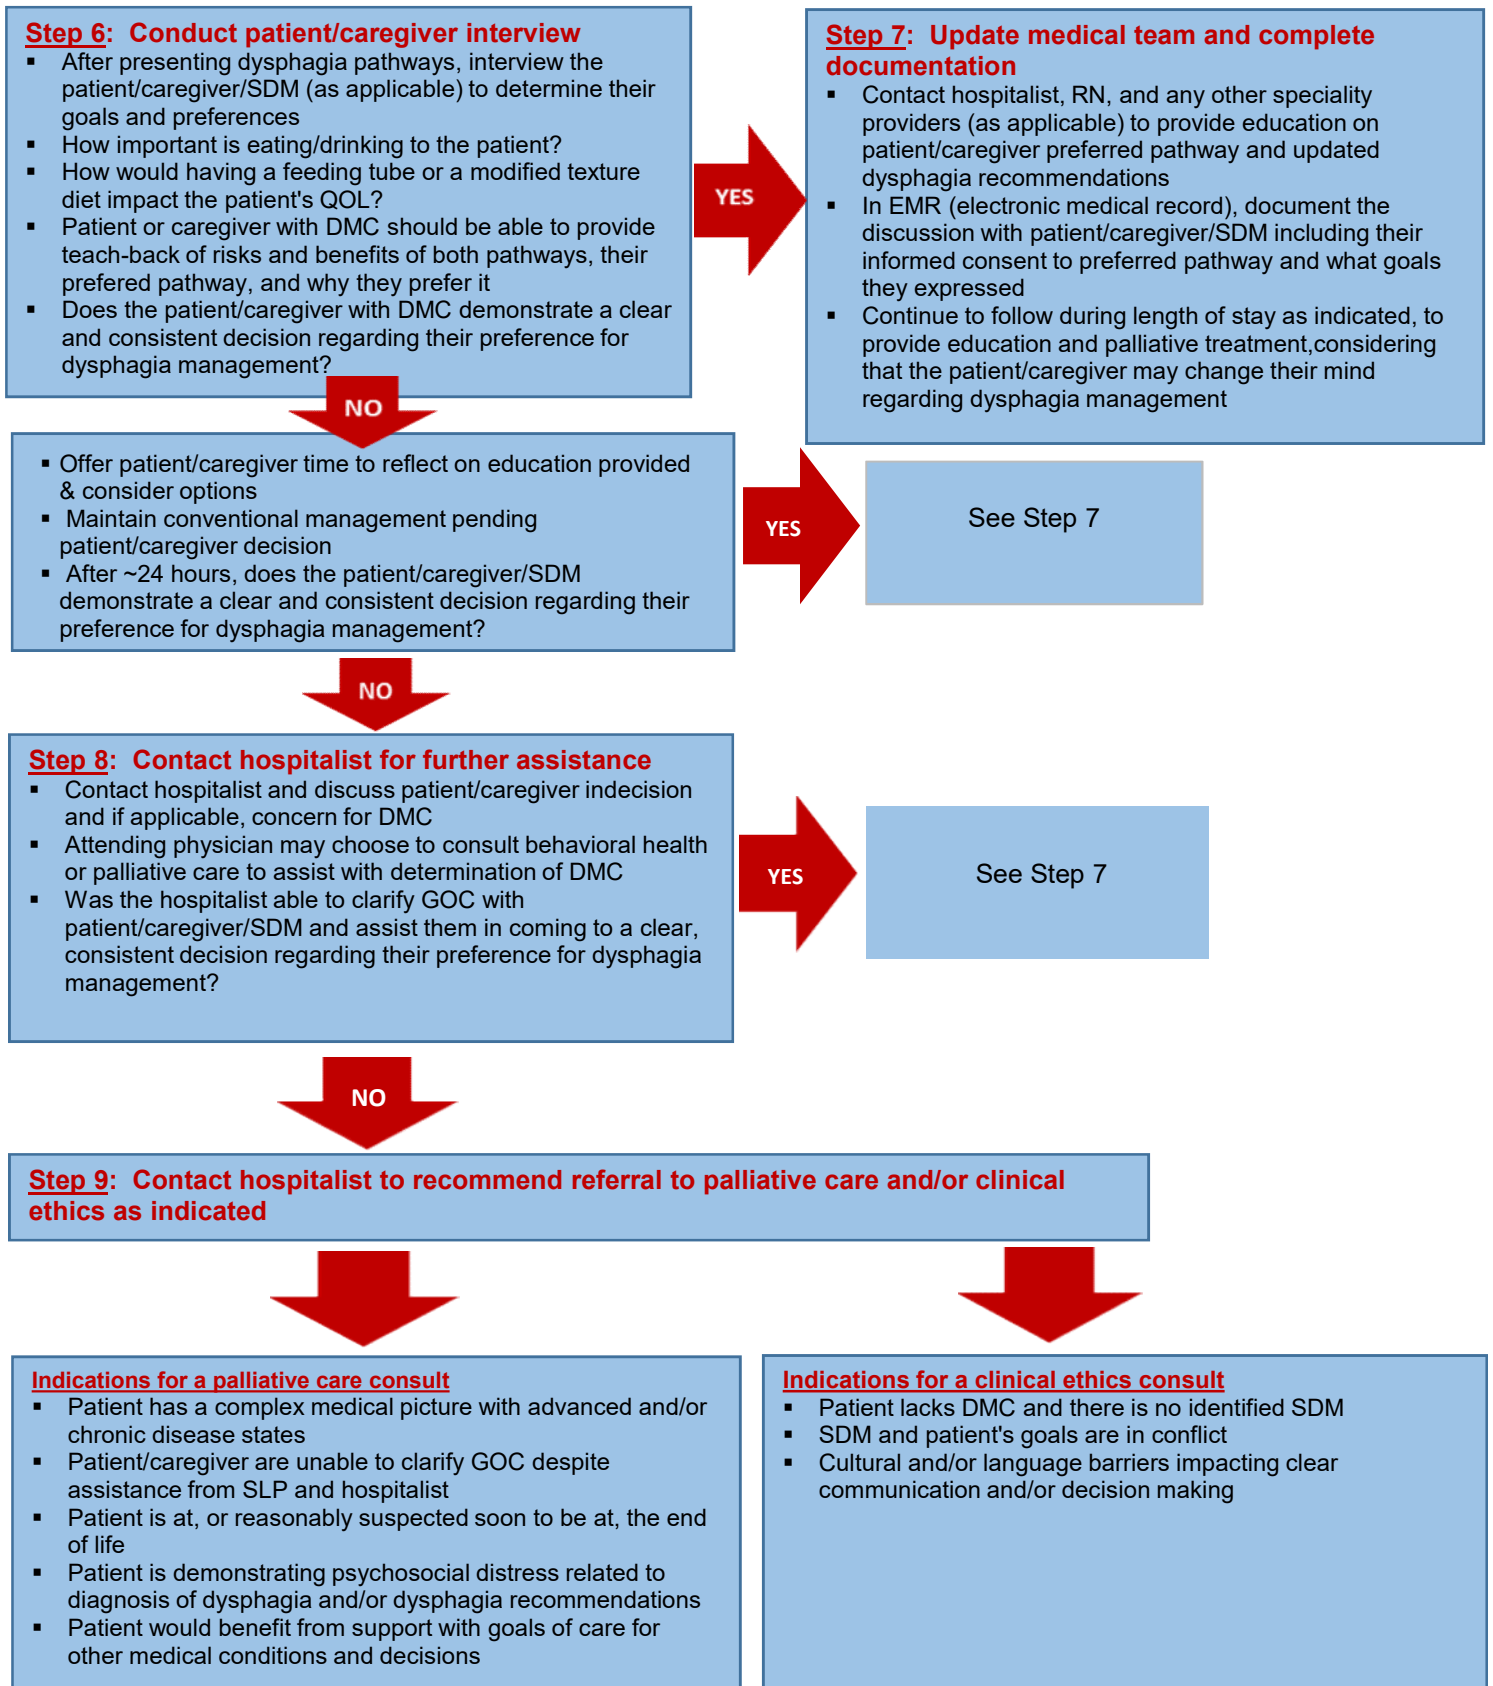 Step 6: Conduct patient/caregiver interview
▪ After presenting dysphagia pathways, interview the
patient/caregiver/SDM (as applicable) to determine their
goals and preferences
▪ How important is eating/drinking to the patient?
▪ How would having a feeding tube or a modified texture
diet impact the patient's QOL?
▪ Patient or caregiver with DMC should be able to provide
teach-back of risks and benefits of both pathways, their
prefered pathway, and why they prefer it
▪ Does the patient/caregiver with DMC demonstrate a clear
and consistent decision regarding their preference for
dysphagia management?
YES
Step 7: Update medical team and complete
documentation
▪ Contact hospitalist, RN, and any other speciality
providers (as applicable) to provide education on
patient/caregiver preferred pathway and updated
dysphagia recommendations
▪ In EMR (electronic medical record), document the
discussion with patient/caregiver/SDM including their
informed consent to preferred pathway and what goals
they expressed
▪ Continue to follow during length of stay as indicated, to
provide education and palliative treatment,considering
that the patient/caregiver may change their mind
regarding dysphagia management
NO
▪ Offer patient/caregiver time to reflect on education provided
& consider options
▪ Maintain conventional management pending
patient/caregiver decision
▪ After ~24 hours, does the patient/caregiver/SDM
demonstrate a clear and consistent decision regarding their
preference for dysphagia management?
YES
See Step 7
NO
Step 8: Contact hospitalist for further assistance
▪ Contact hospitalist and discuss patient/caregiver indecision
and if applicable, concern for DMC
▪ Attending physician may choose to consult behavioral health
or palliative care to assist with determination of DMC
▪ Was the hospitalist able to clarify GOC with
patient/caregiver/SDM and assist them in coming to a clear,
consistent decision regarding their preference for dysphagia
management?
YES
See Step 7
NO
Step 9: Contact hospitalist to recommend referral to palliative care and/or clinical
ethics as indicated
Indications for a palliative care consult
▪ Patient has a complex medical picture with advanced and/or
chronic disease states
▪ Patient/caregiver are unable to clarify GOC despite
assistance from SLP and hospitalist
▪ Patient is at, or reasonably suspected soon to be at, the end
of life
▪ Patient is demonstrating psychosocial distress related to
diagnosis of dysphagia and/or dysphagia recommendations
▪ Patient would benefit from support with goals of care for
other medical conditions and decisions
Indications for a clinical ethics consult
▪ Patient lacks DMC and there is no identified SDM
▪ SDM and patient's goals are in conflict
▪ Cultural and/or language barriers impacting clear
communication and/or decision making